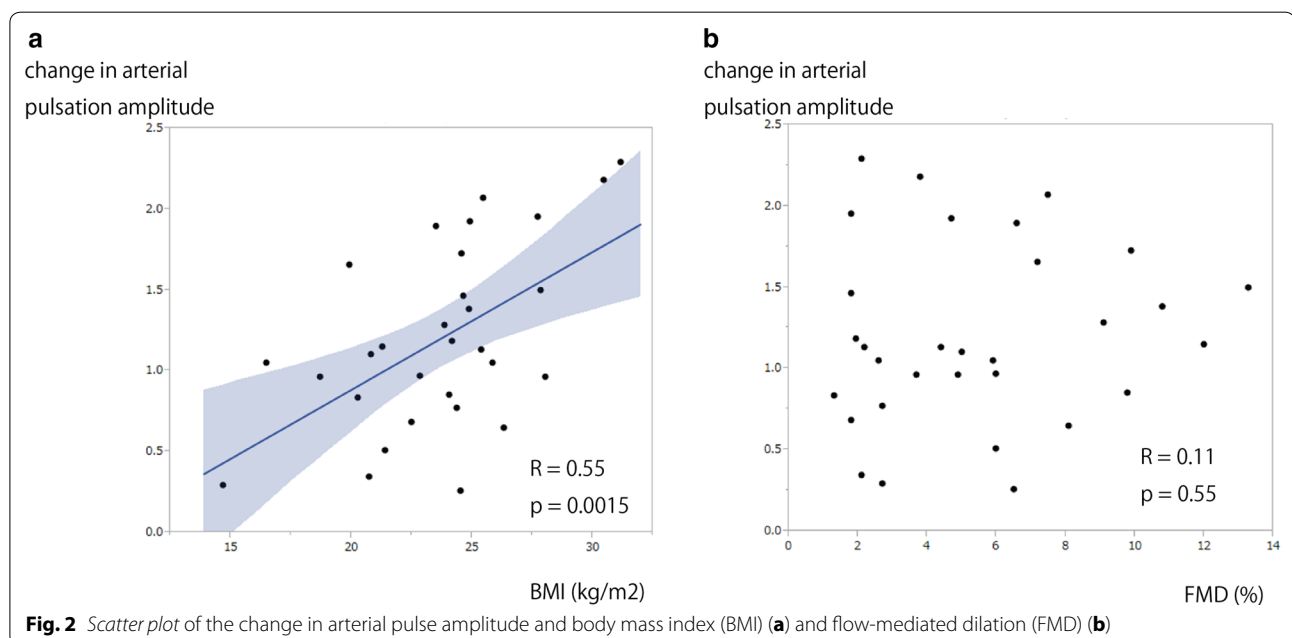 a
change in arterial
pulsation amplitude
2.5
2.0
1.5
1.0
0.5
0.0
15 20 25 30
R = 0.55
p = 0.0015
BMI (kg/m2)
b
change in arterial
pulsation amplitude
2.5
2.0
1.5
1.0
0.5
0.0
0 2 4 6 8 10 12 14
R = 0.11
p = 0.55
FMD (%)
Fig. 2 Scatter plot of the change in arterial pulse amplitude and body mass index (BMI) (a) and flow-mediated dilation (FMD) (b)